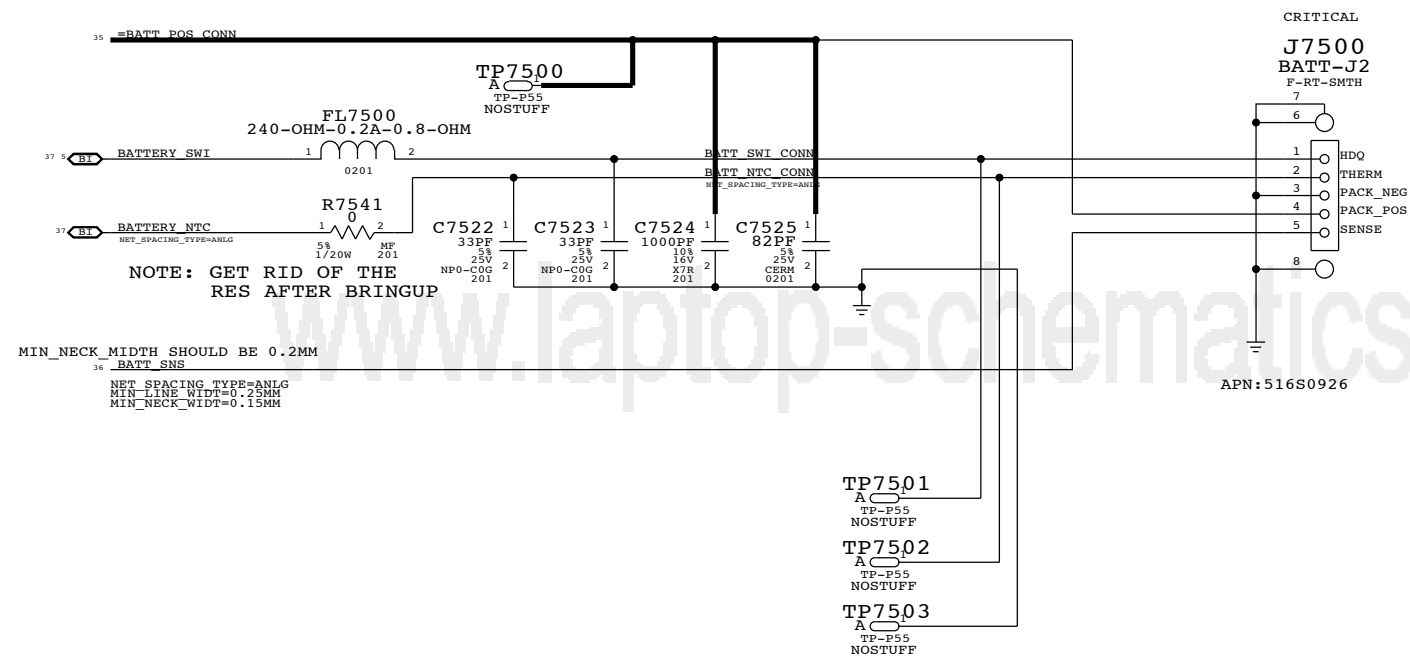 CRITICAL
35 =BATT_POS_CONN
J7500
BATT-J2
F-RT-SMTH
TP7500
A 1
TP-P55
NOSTUFF
7
6
FL7500
240-OHM-0.2A-0.8-OHM
37 5 BI BATTERY_SWI 1 2 BATT_SWI_CONN 1 HDQ
0201
BATT_NTC_CONN 2 THERM
NET_SPACING_TYPE=ANLG
3 PACK_NEG
4 PACK_POS
5 SENSE
R7541
0
37 BI BATTERY_NTC 1 2
NET_SPACING_TYPE=ANLG
5% MF
1/20W 201
C7522 1
33PF
5%
25V
NP0-C0G 2
201
C7523 1
33PF
5%
25V
NP0-C0G 2
201
C7524 1
1000PF
10%
16V
X7R 2
201
C7525 1
82PF
5%
25V
CERM 2
0201
8
NOTE: GET RID OF THE
RES AFTER BRINGUP
www.laptop-schematics
MIN_NECK_MIDTH SHOULD BE 0.2MM
36 BATT_SNS
NET_SPACING_TYPE=ANLG
MIN_LINE_WIDT=0.25MM
MIN_NECK_WIDT=0.15MM
APN:516S0926
TP7501
A 1
TP-P55
NOSTUFF
TP7502
A 1
TP-P55
NOSTUFF
TP7503
A 1
TP-P55
NOSTUFF